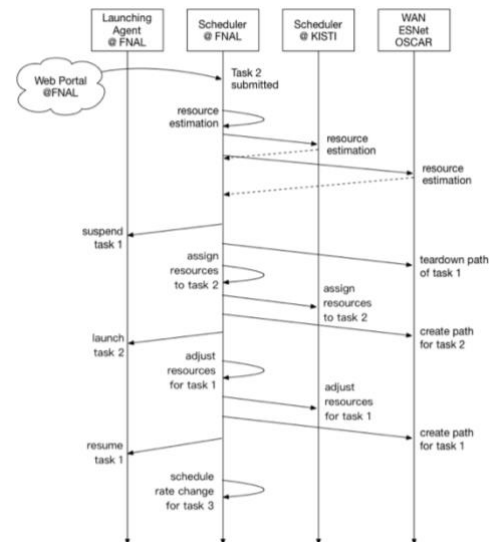 Launching
Agent
@ FNAL
Scheduler
@ FNAL
Scheduler
@ KISTI
WAN
ESNet
OSCAR
Web Portal
@FNAL
Task 2
submitted
resource
estimation
resource
estimation
resource
estimation
suspend
task 1
teardown path
of task 1
assign
resources
to task 2
assign
resources
to task 2
create path
for task 2
launch
task 2
adjust
resources
for task 1
adjust
resources
for task 1
create path
for task 1
resume
task 1
schedule
rate change
for task 3